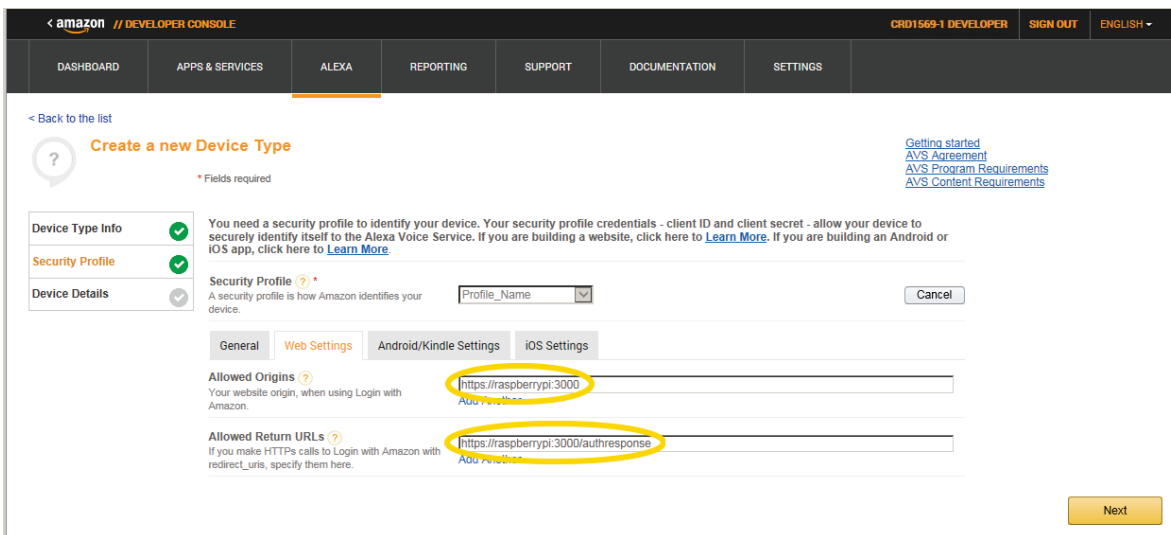 < amazon // DEVELOPER CONSOLE
CRD1569-1 DEVELOPER SIGN OUT ENGLISH
DASHBOARD APPS & SERVICES ALEXA REPORTING SUPPORT DOCUMENTATION SETTINGS
< Back to the list
? Create a new Device Type
* Fields required
Getting started
AVS Agreement
AVS Program Requirements
AVS Content Requirements
Device Type Info
Security Profile
Device Details
You need a security profile to identify your device. Your security profile credentials - client ID and client secret - allow your device to
securely identify itself to the Alexa Voice Service. If you are building a website, click here to Learn More. If you are building an Android or
iOS app, click here to Learn More.
Security Profile ? *
A security profile is how Amazon identifies your
device.
Profile_Name
Cancel
General Web Settings Android/Kindle Settings iOS Settings
Allowed Origins ?
Your website origin, when using Login with
Amazon.
https://raspberrypi:3000
Add Another
Allowed Return URLs ?
If you make HTTPs calls to Login with Amazon with
redirect_uris, specify them here.
https://raspberrypi:3000/authresponse
Add Another
Next